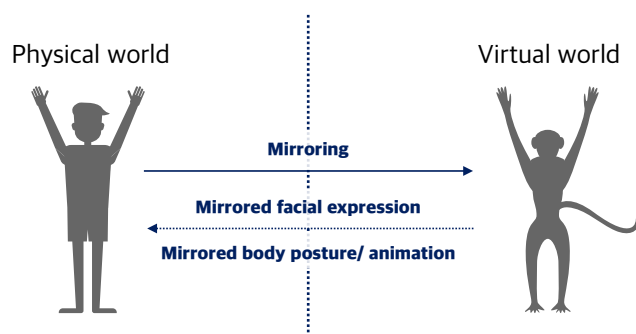 Physical world
Virtual world
Mirroring
Mirrored facial expression
Mirrored body posture/ animation